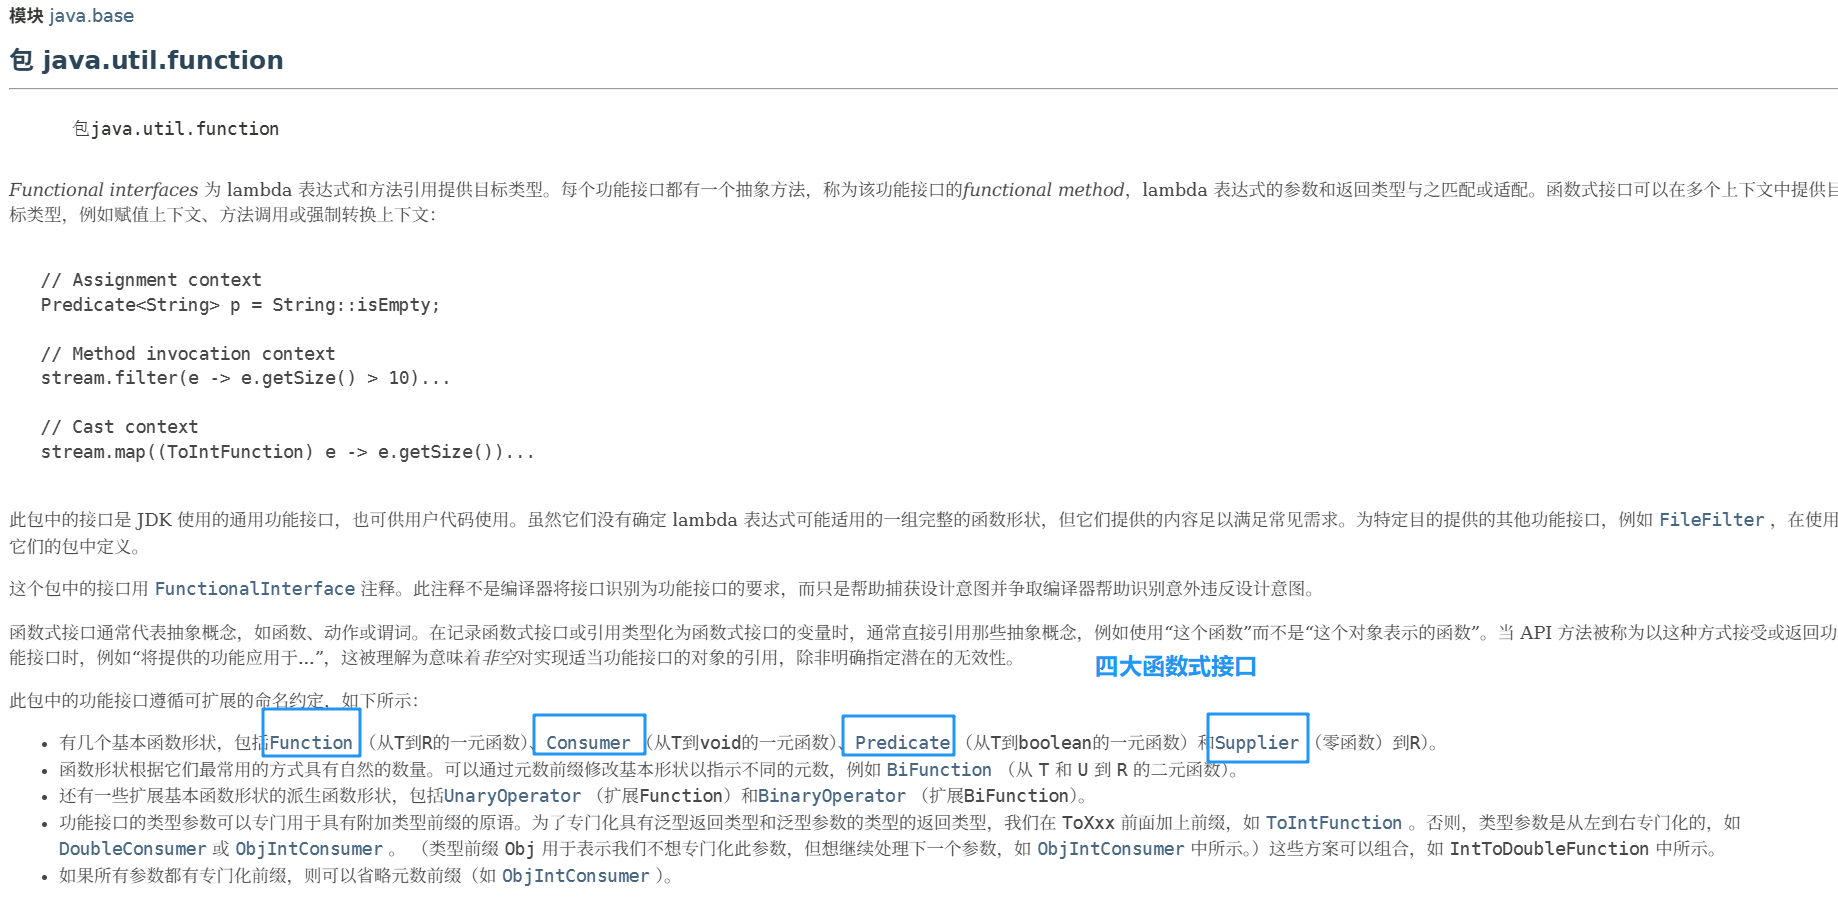 模块 java.base
包 java.util.function
包java.util.function
Functional interfaces 为 lambda 表达式和方法引用提供目标类型。每个功能接口都有一个抽象方法，称为该功能接口的functional method，lambda 表达式的参数和返回类型与之匹配或适配。函数式接口可以在多个上下文中提供目
标类型，例如赋值上下文、方法调用或强制转换上下文：
// Assignment context
Predicate<String> p = String::isEmpty;
// Method invocation context
stream.filter(e -> e.getSize() > 10)...
// Cast context
stream.map((ToIntFunction) e -> e.getSize())...
此包中的接口是 JDK 使用的通用功能接口，也可供用户代码使用。虽然它们没有确定 lambda 表达式可能适用的一组完整的函数形状，但它们提供的内容足以满足常见需求。为特定目的提供的其他功能接口，例如 FileFilter ，在使用
它们的包中定义。
这个包中的接口用 FunctionalInterface 注释。此注释不是编译器将接口识别为功能接口的要求，而只是帮助捕获设计意图并争取编译器帮助识别意外违反设计意图。
函数式接口通常代表抽象概念，如函数、动作或谓词。在记录函数式接口或引用类型化为函数式接口的变量时，通常直接引用那些抽象概念，例如使用“这个函数”而不是“这个对象表示的函数”。当 API 方法被称为以这种方式接受或返回功
能接口时，例如“将提供的功能应用于...”，这被理解为意味着非空对实现适当功能接口的对象的引用，除非明确指定潜在的无效性。
四大函数式接口
此包中的功能接口遵循可扩展的命名约定，如下所示：
• 有几个基本函数形状，包括Function （从T到R的一元函数）、Consumer （从T到void的一元函数）、Predicate （从T到boolean的一元函数）和Supplier （零函数）到R）。
• 函数形状根据它们最常用的方式具有自然的数量。可以通过元数前缀修改基本形状以指示不同的元数，例如 BiFunction （从 T 和 U 到 R 的二元函数）。
• 还有一些扩展基本函数形状的派生函数形状，包括UnaryOperator （扩展Function）和BinaryOperator （扩展BiFunction）。
• 功能接口的类型参数可以专门用于具有附加类型前缀的原语。为了专门化具有泛型返回类型和泛型参数的类型的返回类型，我们在 ToXxx 前面加上前缀，如 ToIntFunction 。否则，类型参数是从左到右专门化的，如
DoubleConsumer 或 ObjIntConsumer 。 （类型前缀 Obj 用于表示我们不想专门化此参数，但想继续处理下一个参数，如 ObjIntConsumer 中所示。）这些方案可以组合，如 IntToDoubleFunction 中所示。
• 如果所有参数都有专门化前缀，则可以省略元数前缀（如 ObjIntConsumer ）。